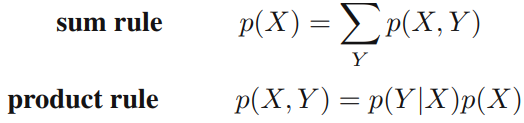 sum rule p(X) = ∑_Y p(X, Y)
product rule p(X, Y) = p(Y|X)p(X)